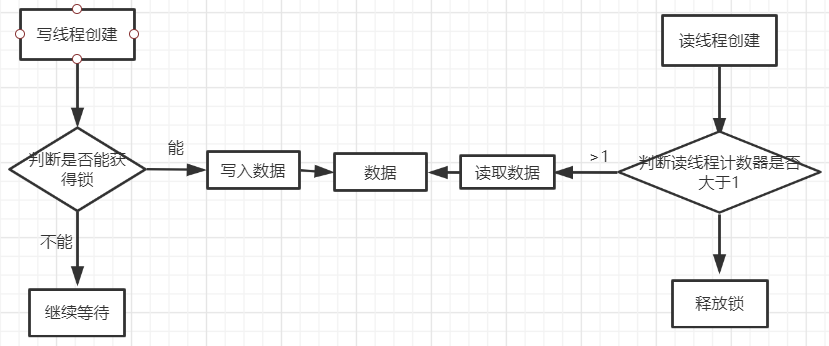 写线程创建
读线程创建
判断是否能获
得锁
能
写入数据
数据
读取数据
>1
判断读线程计数器是否
大于1
不能
继续等待
释放锁